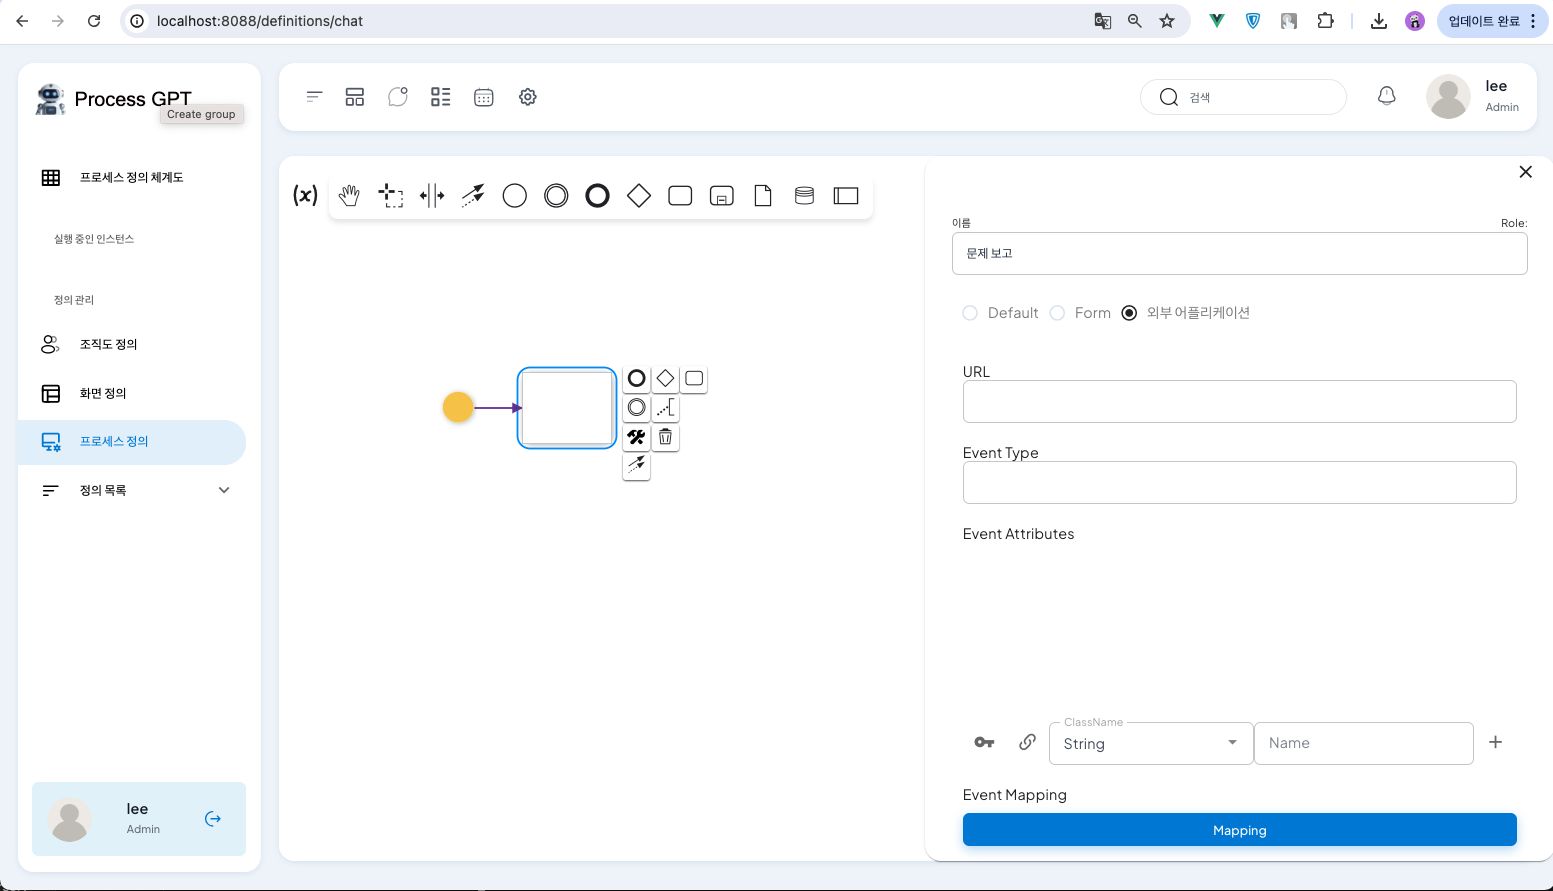 localhost:8088/definitions/chat
업데이트 완료
Process GPT
Create group
프로세스 정의 체계도
실행 중인 인스턴스
정의 관리
조직도 정의
화면 정의
프로세스 정의
정의 목록
lee
Admin
검색
lee
Admin
(x)
이름
Role:
문제 보고
Default
Form
외부 어플리케이션
URL
Event Type
Event Attributes
ClassName
String
Name
Event Mapping
Mapping